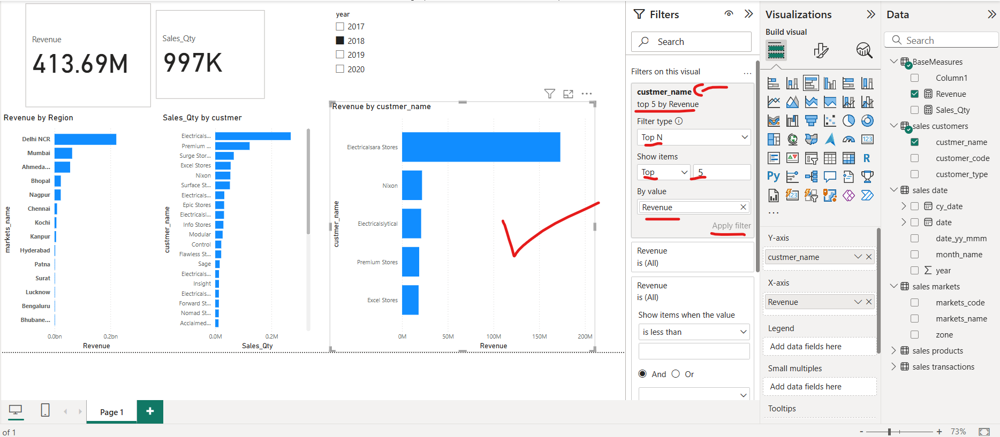 Revenue
413.69M
Sales_Qty
997K
year
2017
2018
2019
2020
Revenue by Region
Delhi NCR
Mumbai
Ahmeda...
Bhopal
Nagpur
Chennai
Kochi
Kanpur
Hyderabad
Patna
Surat
Lucknow
Bengaluru
Bhubane...
markets_name
0.0bn
0.2bn
Revenue
Sales_Qty by custmer
Electricals...
Premium ...
Surge Stor...
Excel Stores
Nixon
Surface St...
Electricals...
Epic Stores
Electricalsl...
Info Stores
Modular
Control
Flawless St...
Sage
Electricals...
Insight
Electricals...
Forward St...
Nomad St...
Acclaimed...
custmer_name
0.0M
0.2M
Sales_Qty
Revenue by custmer_name
Electricalsara Stores
Nixon
Electricalslytical
Premium Stores
Excel Stores
custmer_name
0M
50M
100M
150M
200M
Revenue
Page 1
of 1
Filters
Search
Filters on this visual
...
custmer_name
top 5 by Revenue
Filter type
Top N
Show items
Top
5
By value
Revenue
Apply filter
Revenue
is (All)
Revenue
is (All)
Show items when the value
is less than
And
Or
Visualizations
Build visual
123
R
Py
123
...
Y-axis
custmer_name
X-axis
Revenue
Legend
Add data fields here
Small multiples
Add data fields here
Tooltips
Data
Search
BaseMeasures
Column1
Revenue
Sales_Qty
sales customers
custmer_name
customer_code
customer_type
sales date
cy_date
date
date_yy_mmm
month_name
year
sales markets
markets_code
markets_name
zone
sales products
sales transactions
- + 73%